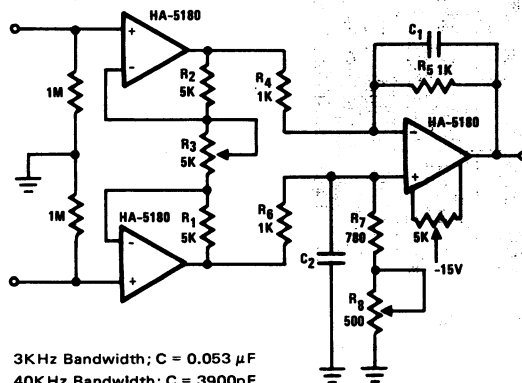 HA-5180
+
-
1M
R2
5K
R3
5K
R4
1K
C1
R5 1K
HA-5180
-
+
1M
HA-5180
-
+
R1
5K
R6
1K
C2
R7
780
5K
-15V
R8
500
3KHz Bandwidth; C = 0.053 μF
40KHz Bandwidth; C = 3900pF